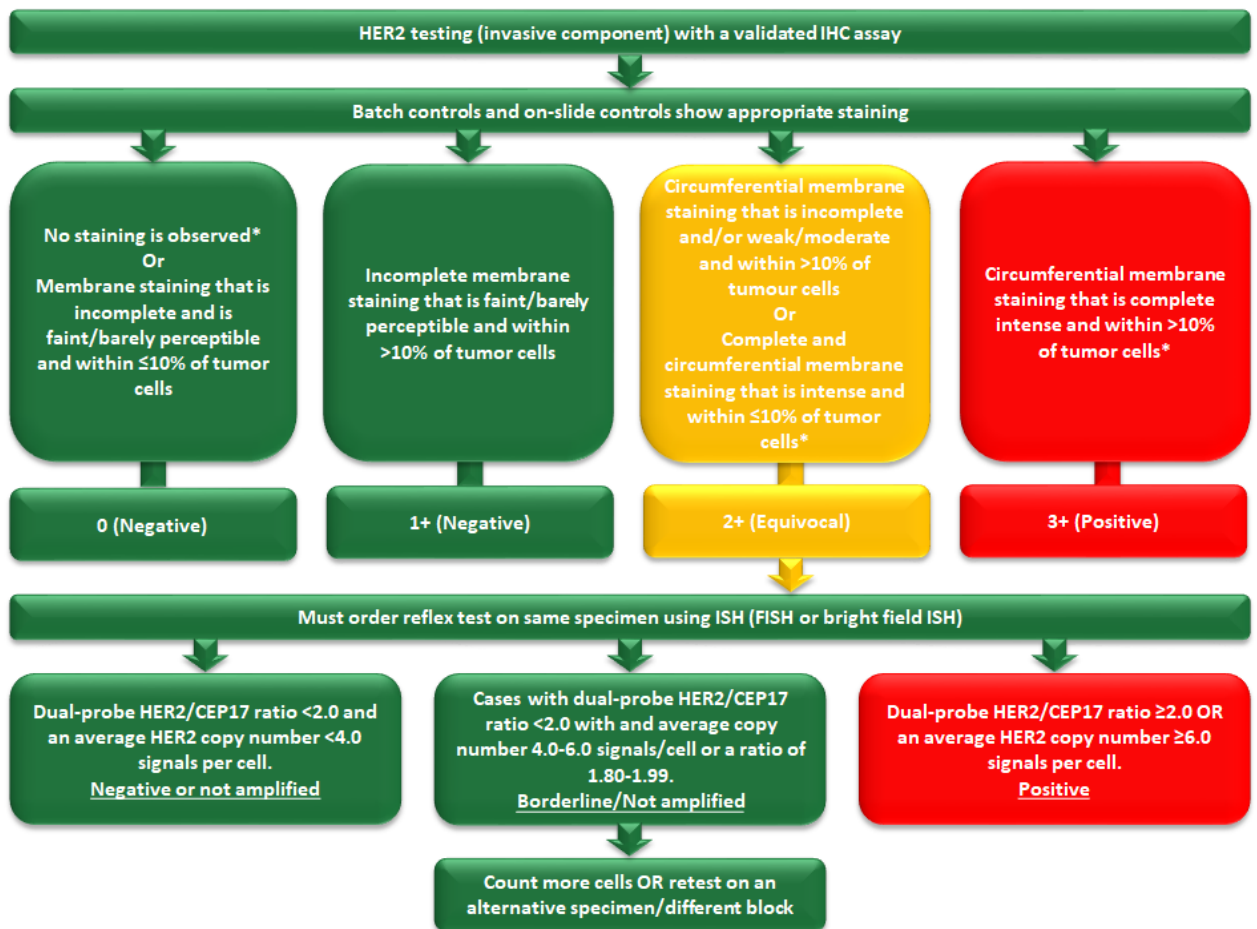 HER2 testing (invasive component) with a validated IHC assay
Batch controls and on-slide controls show appropriate staining
No staining is observed*
Or
Membrane staining that is
incomplete and is
faint/barely perceptible
and within ≤10% of tumor
cells
Incomplete membrane
staining that is faint/barely
perceptible and within
>10% of tumor cells
Circumferential membrane
staining that is incomplete
and/or weak/moderate
and within >10% of
tumour cells
Or
Complete and
circumferential membrane
staining that is intense and
within ≤10% of tumor
cells*
Circumferential membrane
staining that is complete
intense and within >10%
of tumor cells*
0 (Negative)
1+ (Negative)
2+ (Equivocal)
3+ (Positive)
Must order reflex test on same specimen using ISH (FISH or bright field ISH)
Dual-probe HER2/CEP17 ratio <2.0 and
an average HER2 copy number <4.0
signals per cell.
Negative or not amplified
Cases with dual-probe HER2/CEP17
ratio <2.0 with and average copy
number 4.0-6.0 signals/cell or a ratio of
1.80-1.99.
Borderline/Not amplified
Dual-probe HER2/CEP17 ratio ≥2.0 OR
an average HER2 copy number ≥6.0
signals per cell.
Positive
Count more cells OR retest on an
alternative specimen/different block